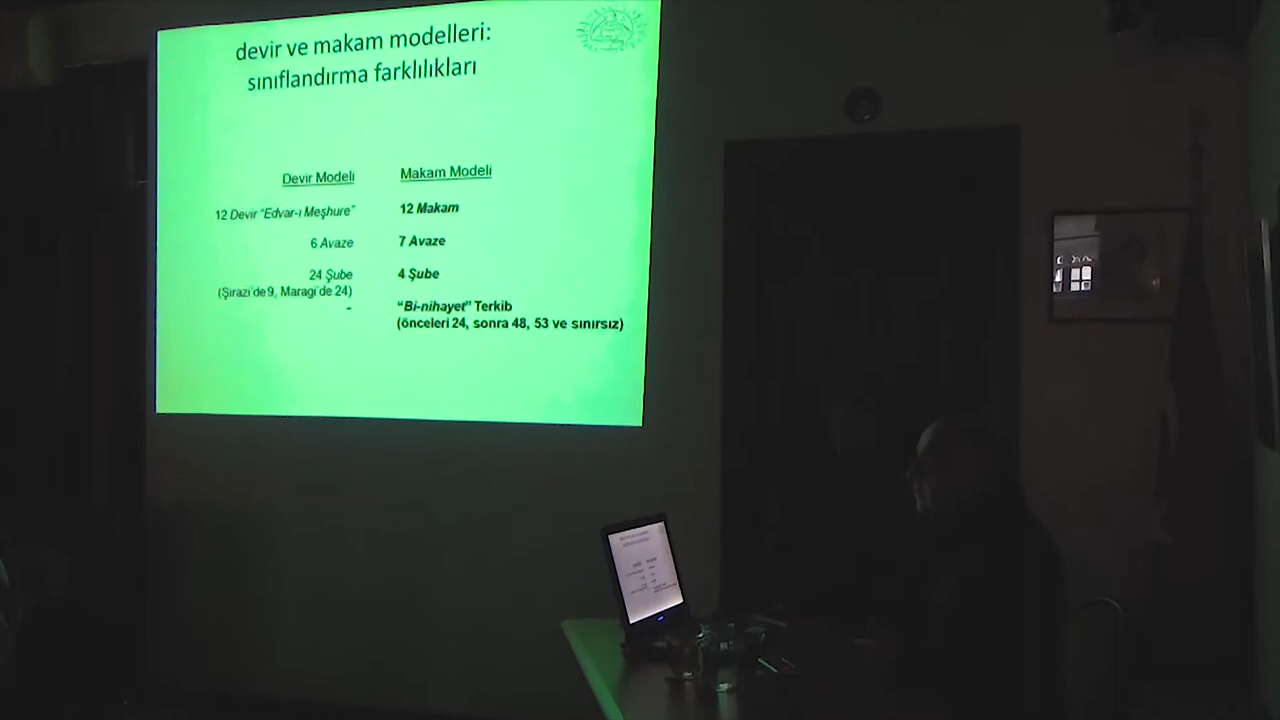 devir ve makam modelleri:
sınıflandırma farklılıkları
Devir Modeli
Makam Modeli
12 Devir "Edvar-ı Meşhure"
12 Makam
6 Avaze
7 Avaze
24 Şube
(Şirazi'de 9, Maragi'de 24)
4 Şube
-
"Bi-nihayet" Terkib
(önceleri 24, sonra 48, 53 ve sınırsız)